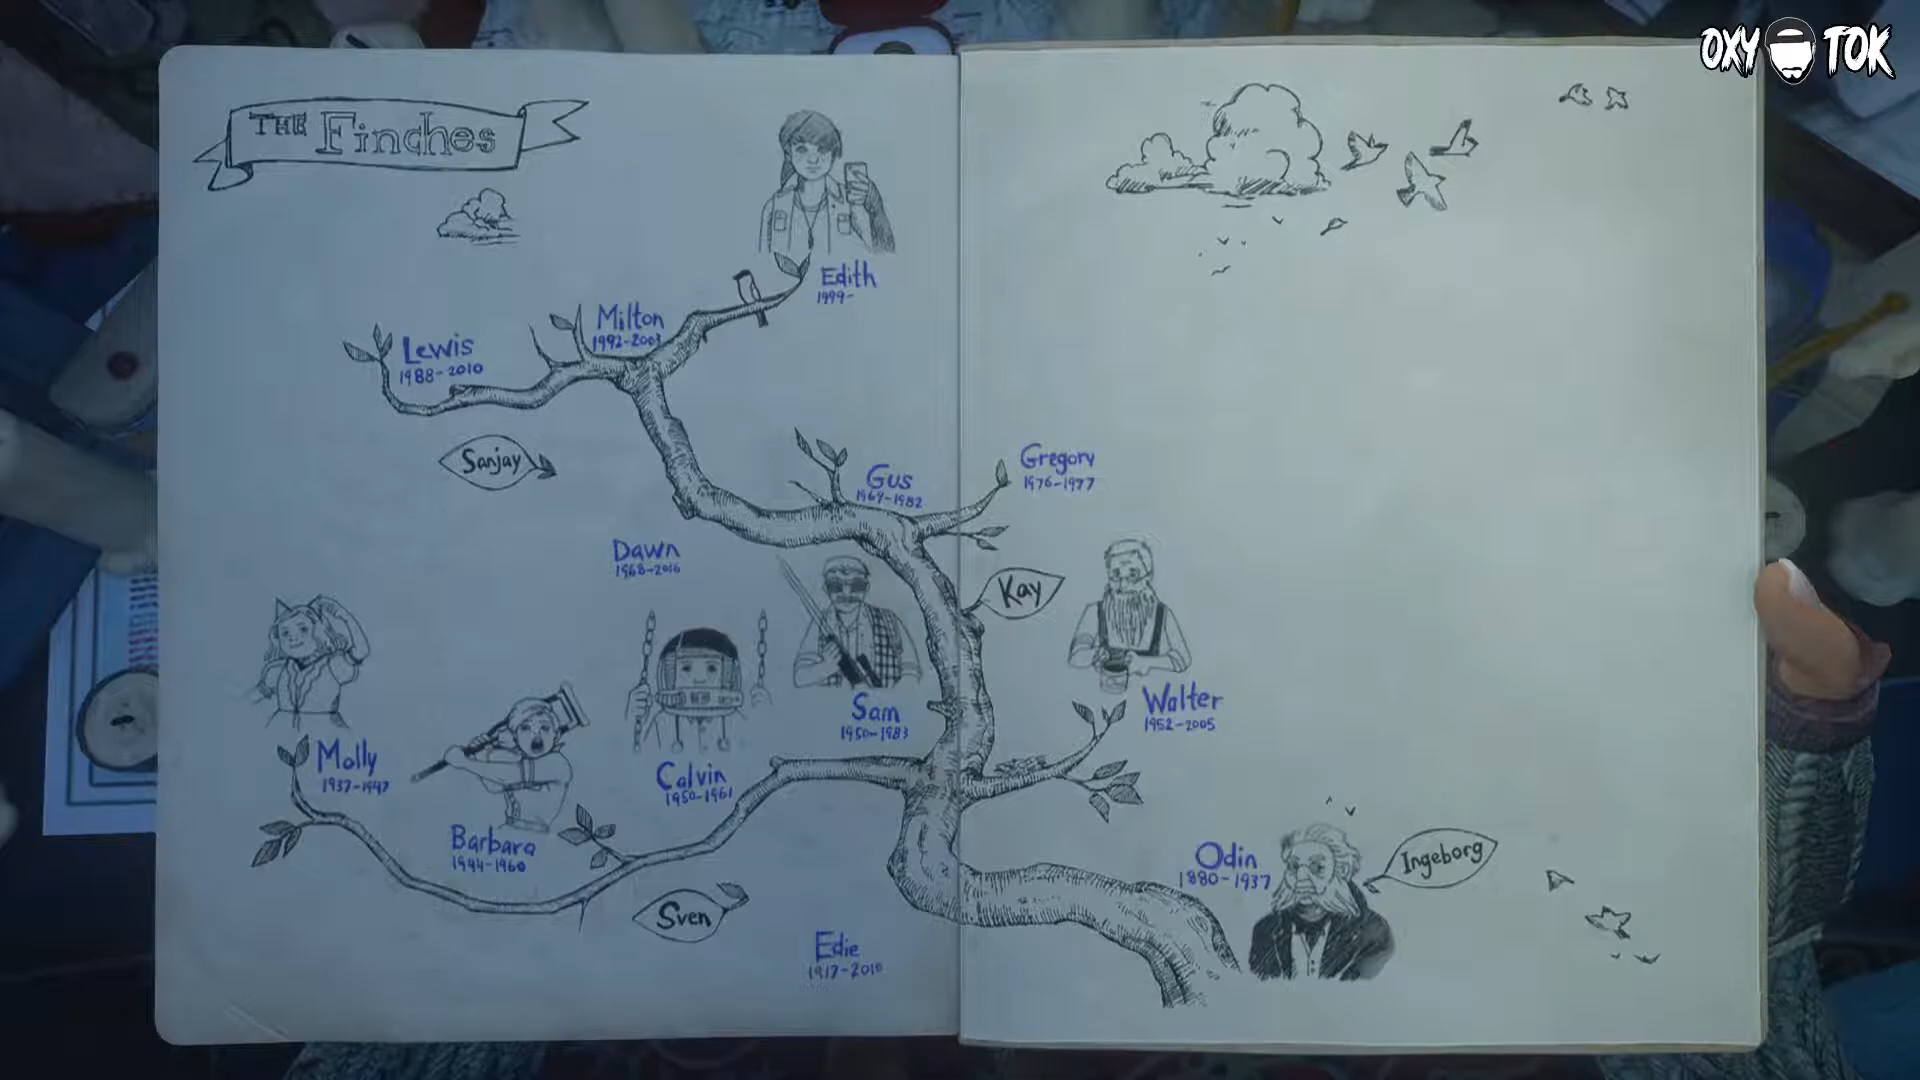 OXY TOK
THE Finches
Edith
1999-
Milton
1992-2003
Lewis
1988-2010
Sanjay
Gregory
1976-1977
Gus
1969-1982
Dawn
1968-2016
Kay
Walter
1952-2005
Sam
1950-1983
Molly
1937-1947
Calvin
1950-1961
Barbara
1944-1960
Sven
Odin
1880-1937
Ingeborg
Edie
1917-2010